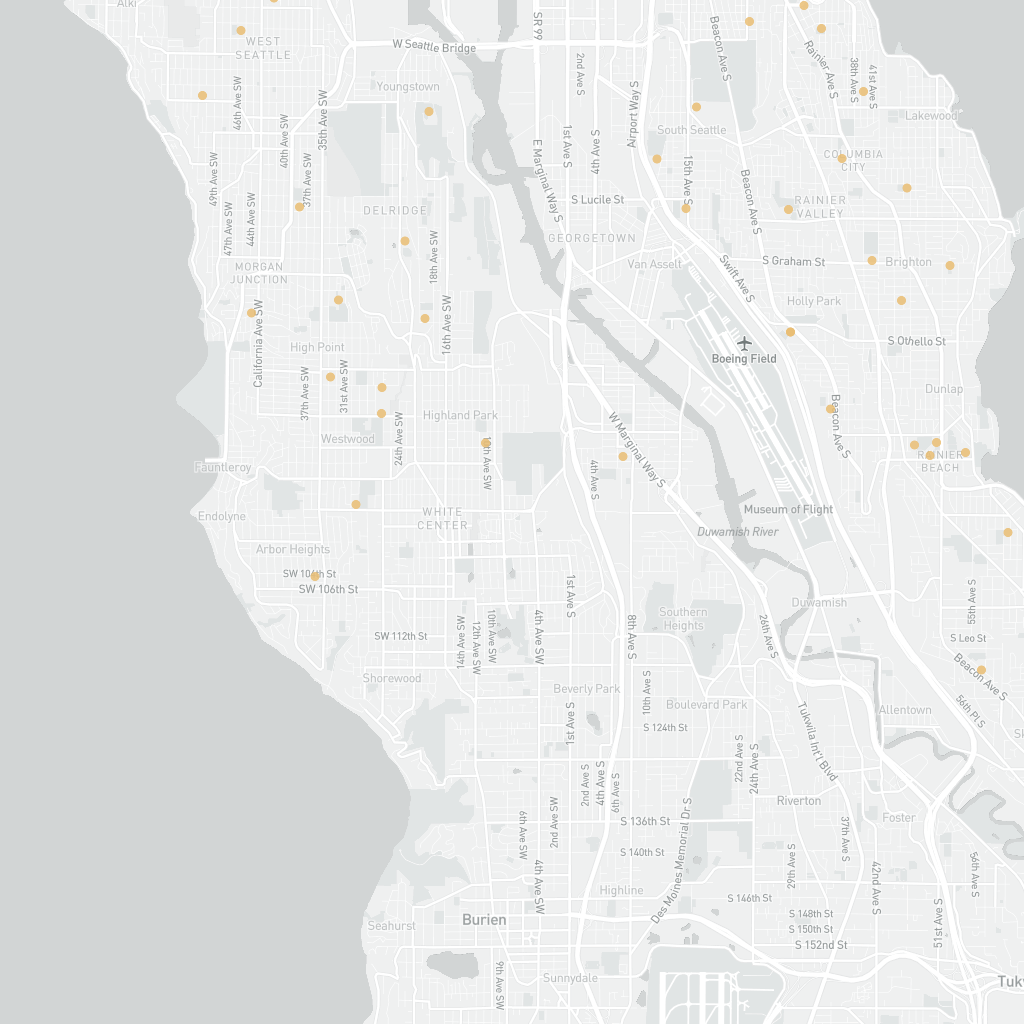 Alki
WEST
SEATTLE
W Seattle Bridge
SR 99
2nd Ave S
Airport Way S
Beacon Ave S
Rainier Ave S
38th Ave S
41st Ave S
Youngstown
46th Ave SW
35th Ave SW
40th Ave SW
E Marginal Way S
1st Ave S
4th Ave S
South Seattle
Lakewood
49th Ave SW
37th Ave SW
15th Ave S
COLUMBIA
CITY
44th Ave SW
47th Ave SW
DELRIDGE
S Lucile St
Beacon Ave S
RAINIER
VALLEY
18th Ave SW
GEORGETOWN
Van Asselt
Swift Ave S
S Graham St
Brighton
MORGAN
JUNCTION
California Ave SW
16th Ave SW
Holly Park
High Point
Boeing Field
S Othello St
37th Ave SW
31st Ave SW
Dunlap
Highland Park
W Marginal Way S
Beacon Ave S
Westwood
24th Ave SW
Fauntleroy
4th Ave S
RAINIER
BEACH
Endolyne
WHITE
CENTER
Museum of Flight
Duwamish River
Arbor Heights
SW 104th St
SW 106th St
1st Ave S
Southern
Heights
Duwamish
55th Ave S
14th Ave SW
12th Ave SW
10th Ave SW
4th Ave SW
SW 112th St
8th Ave S
26th Ave S
S Leo St
Beacon Ave S
Shorewood
Beverly Park
10th Ave S
Boulevard Park
Allentown
56th Pl S
1st Ave S
S 124th St
22nd Ave S
24th Ave S
Tukwila Int'l Blvd
2nd Ave S
4th Ave S
6th Ave S
Riverton
Foster
6th Ave SW
2nd Ave SW
S 136th St
Des Moines Memorial Dr S
37th Ave S
S 140th St
29th Ave S
42nd Ave S
56th Ave S
4th Ave SW
Highline
S 146th St
51st Ave S
Seahurst
Burien
S 148th St
S 150th St
S 152nd St
9th Ave SW
Sunnydale